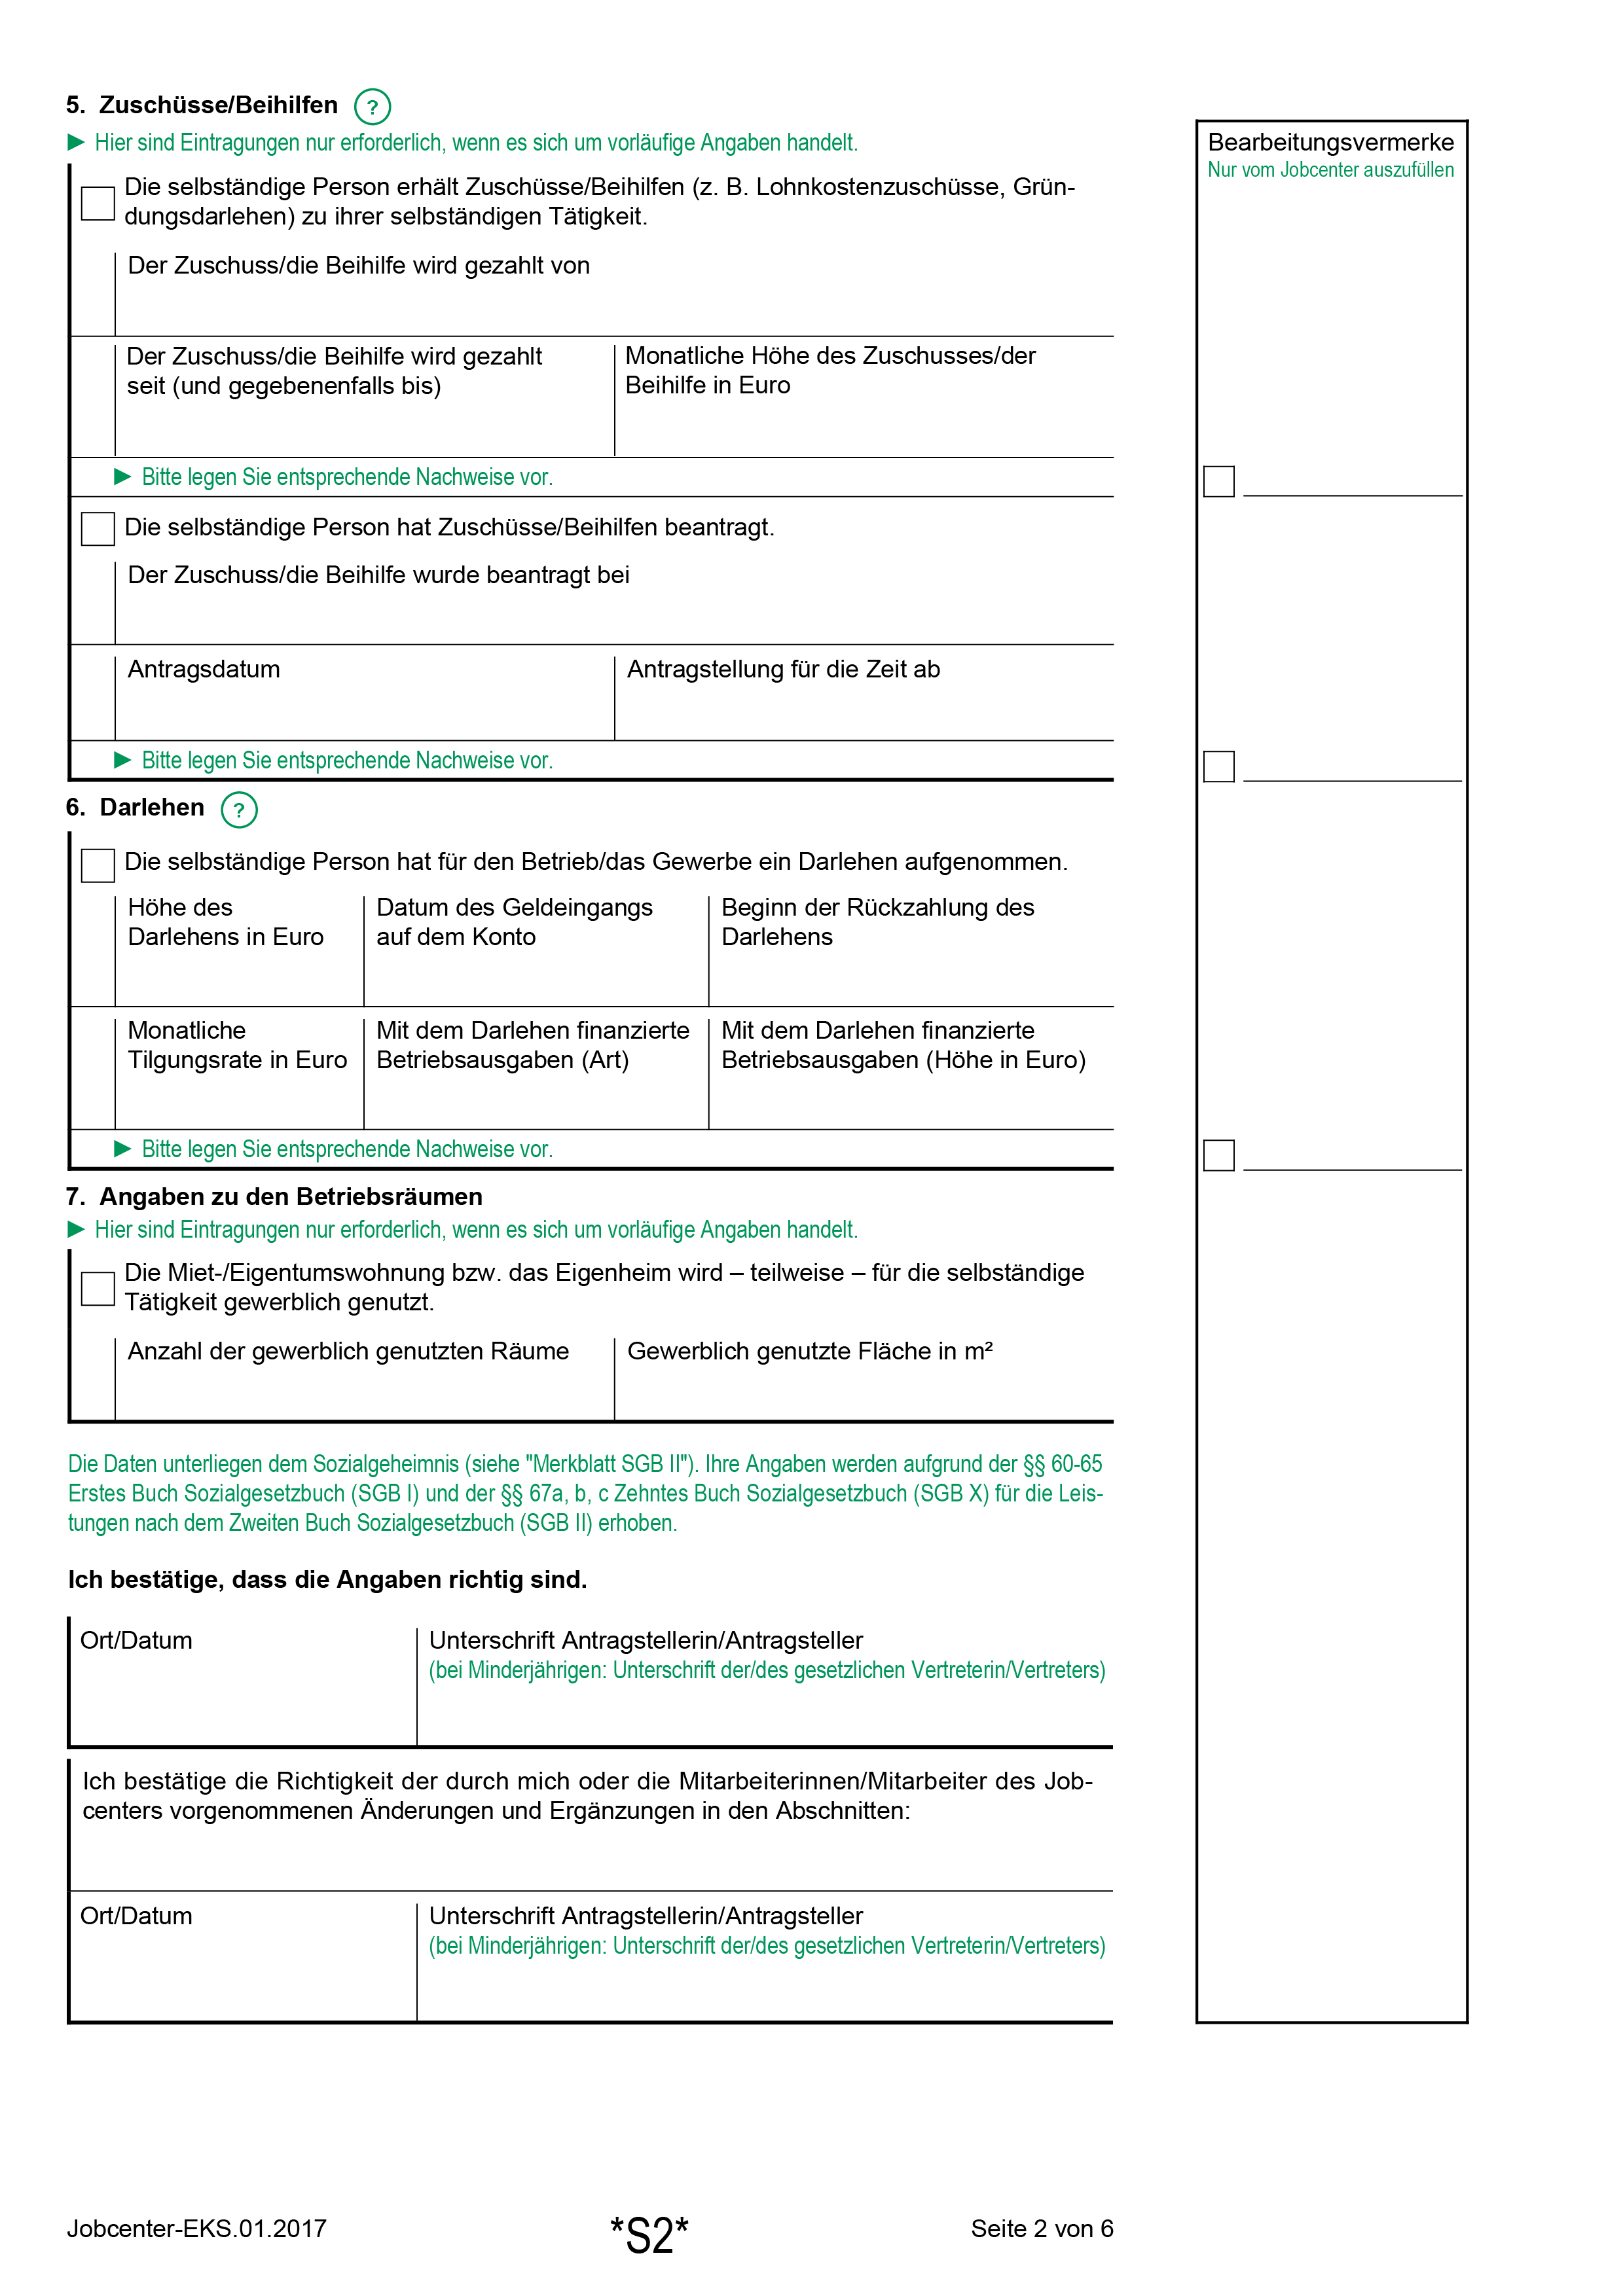 5. Zuschüsse/Beihilfen ?
► Hier sind Eintragungen nur erforderlich, wenn es sich um vorläufige Angaben handelt.
Bearbeitungsvermerke
Nur vom Jobcenter auszufüllen
Die selbständige Person erhält Zuschüsse/Beihilfen (z. B. Lohnkostenzuschüsse, Grün-
dungsdarlehen) zu ihrer selbständigen Tätigkeit.
Der Zuschuss/die Beihilfe wird gezahlt von
Der Zuschuss/die Beihilfe wird gezahlt
seit (und gegebenenfalls bis)
Monatliche Höhe des Zuschusses/der
Beihilfe in Euro
► Bitte legen Sie entsprechende Nachweise vor.
Die selbständige Person hat Zuschüsse/Beihilfen beantragt.
Der Zuschuss/die Beihilfe wurde beantragt bei
Antragsdatum
Antragstellung für die Zeit ab
► Bitte legen Sie entsprechende Nachweise vor.
6. Darlehen ?
Die selbständige Person hat für den Betrieb/das Gewerbe ein Darlehen aufgenommen.
Höhe des
Darlehens in Euro
Datum des Geldeingangs
auf dem Konto
Beginn der Rückzahlung des
Darlehens
Monatliche
Tilgungsrate in Euro
Mit dem Darlehen finanzierte
Betriebsausgaben (Art)
Mit dem Darlehen finanzierte
Betriebsausgaben (Höhe in Euro)
► Bitte legen Sie entsprechende Nachweise vor.
7. Angaben zu den Betriebsräumen
► Hier sind Eintragungen nur erforderlich, wenn es sich um vorläufige Angaben handelt.
Die Miet-/Eigentumswohnung bzw. das Eigenheim wird – teilweise – für die selbständige
Tätigkeit gewerblich genutzt.
Anzahl der gewerblich genutzten Räume
Gewerblich genutzte Fläche in m²
Die Daten unterliegen dem Sozialgeheimnis (siehe "Merkblatt SGB II"). Ihre Angaben werden aufgrund der §§ 60-65
Erstes Buch Sozialgesetzbuch (SGB I) und der §§ 67a, b, c Zehntes Buch Sozialgesetzbuch (SGB X) für die Leis-
tungen nach dem Zweiten Buch Sozialgesetzbuch (SGB II) erhoben.
Ich bestätige, dass die Angaben richtig sind.
Ort/Datum
Unterschrift Antragstellerin/Antragsteller
(bei Minderjährigen: Unterschrift der/des gesetzlichen Vertreterin/Vertreters)
Ich bestätige die Richtigkeit der durch mich oder die Mitarbeiterinnen/Mitarbeiter des Job-
centers vorgenommenen Änderungen und Ergänzungen in den Abschnitten:
Ort/Datum
Unterschrift Antragstellerin/Antragsteller
(bei Minderjährigen: Unterschrift der/des gesetzlichen Vertreterin/Vertreters)
Jobcenter-EKS.01.2017
*S2*
Seite 2 von 6